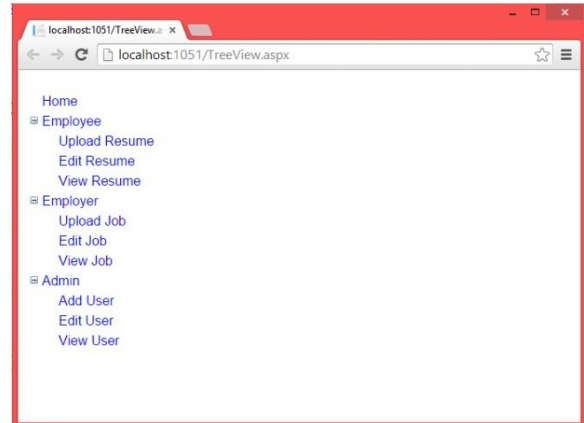 localhost:1051/TreeView.a
localhost:1051/TreeView.aspx
Home
Employee
Upload Resume
Edit Resume
View Resume
Employer
Upload Job
Edit Job
View Job
Admin
Add User
Edit User
View User